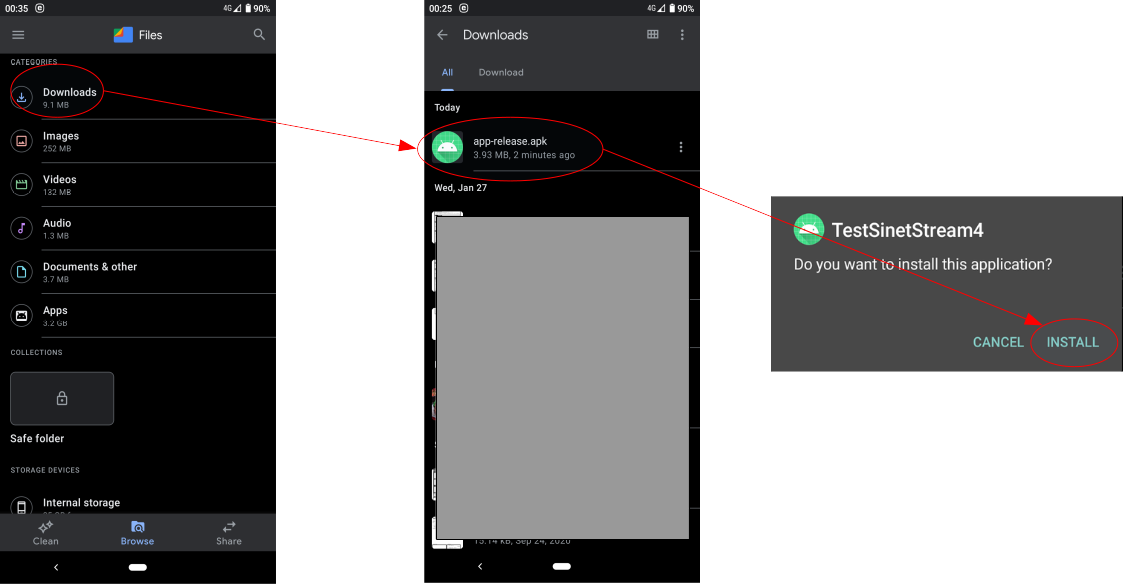 00:35
4G 90%
Files
CATEGORIES
Downloads
9.1 MB
Images
252 MB
Videos
132 MB
Audio
1.3 MB
Documents & other
3.7 MB
Apps
3.2 GB
COLLECTIONS
Safe folder
STORAGE DEVICES
Internal storage
Clean
Browse
Share
00:25
4G 90%
Downloads
All Download
Today
app-release.apk
3.93 MB, 2 minutes ago
Wed, Jan 27
15.14 kB, Sep 24, 2020
TestSinetStream4
Do you want to install this application?
CANCEL INSTALL